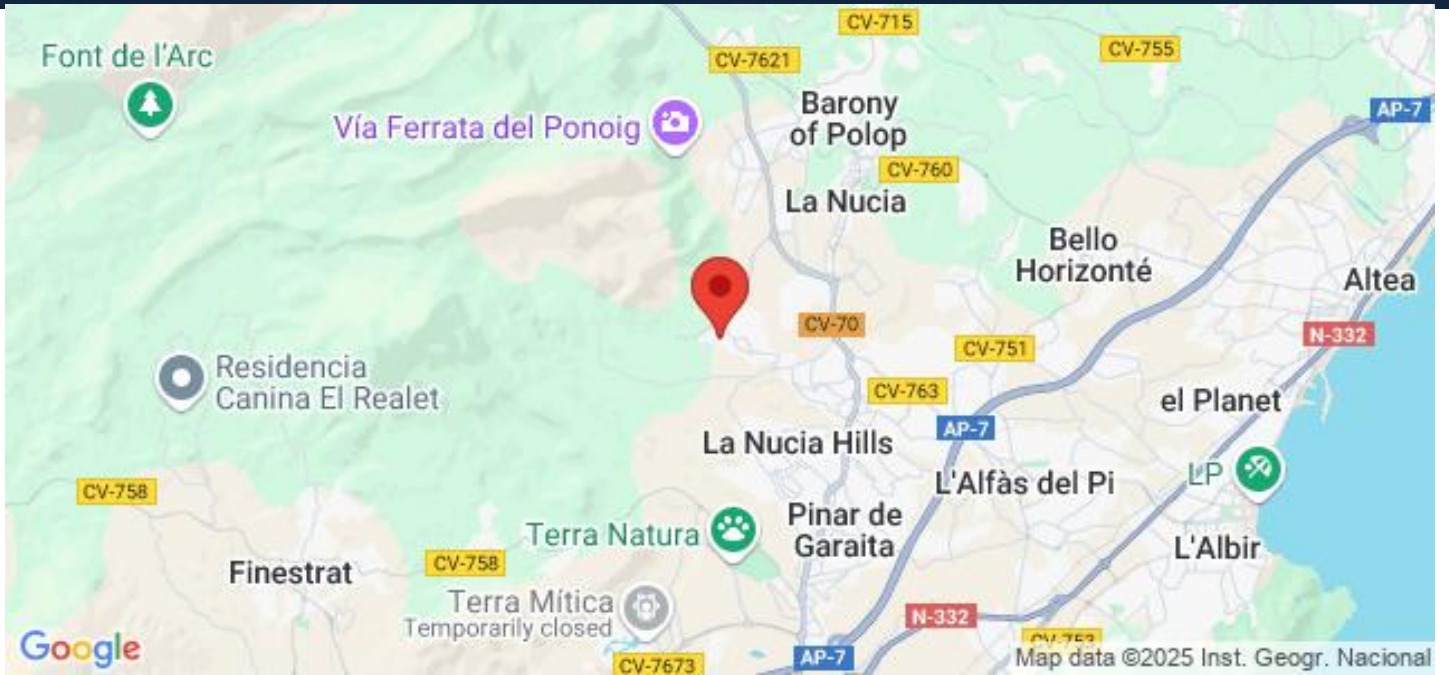 CV-715
Font de l'Arc
CV-7621
CV-755
Barony
of Polop
AP-7
Vía Ferrata del Ponoig
CV-760
La Nucia
Bello
Horizonté
Altea
CV-70
N-332
CV-751
Residencia
Canina El Realet
CV-763
el Planet
AP-7
La Nucia Hills
LP
L'Alfàs del Pi
CV-758
Pinar de
Garaita
Terra Natura
L'Albir
Finestrat
CV-758
Terra Mítica
Temporarily closed
N-332
CV-753
Google
CV-7673
AP-7
Map data ©2025 Inst. Geogr. Nacional